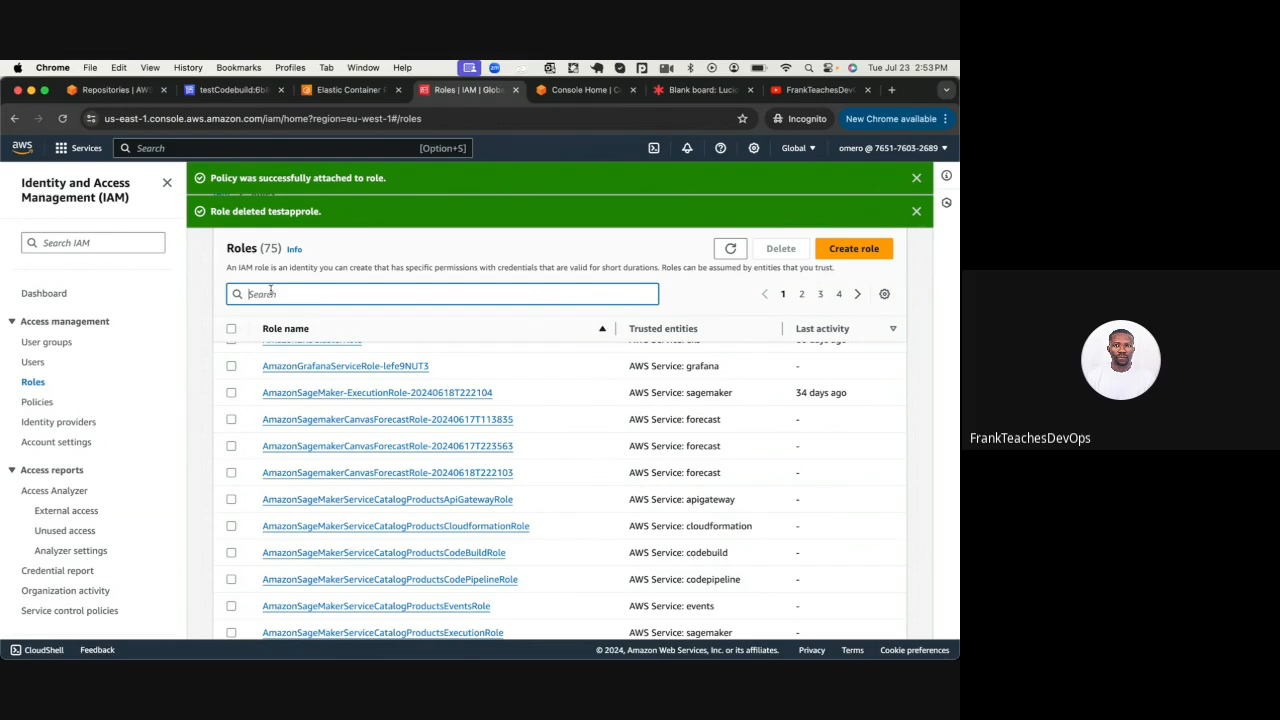 Chrome File Edit View History Bookmarks Profiles Tab Window Help Tue Jul 23 2:53 PM
Repositories | AWS testCodebuild:6b8 Elastic Container R Roles | IAM | Globa Console Home | Co Blank board: Lucid FrankTeachesDevO
us-east-1.console.aws.amazon.com/iam/home?region=eu-west-1#/roles Incognito New Chrome available
aws Services Search [Option+S] Global omero @ 7651-7603-2689
Identity and Access
Management (IAM)
Search IAM
Dashboard
Access management
User groups
Users
Roles
Policies
Identity providers
Account settings
Access reports
Access Analyzer
External access
Unused access
Analyzer settings
Credential report
Organization activity
Service control policies
Policy was successfully attached to role.
Role deleted testapprole.
Roles (75) Info Delete Create role
An IAM role is an identity you can create that has specific permissions with credentials that are valid for short durations. Roles can be assumed by entities that you trust.
Search 1 2 3 4
Role name Trusted entities Last activity
AmazonGrafanaServiceRole-lefe9NUT3 AWS Service: grafana -
AmazonSageMaker-ExecutionRole-20240618T222104 AWS Service: sagemaker 34 days ago
AmazonSagemakerCanvasForecastRole-20240617T113835 AWS Service: forecast -
AmazonSagemakerCanvasForecastRole-20240617T223563 AWS Service: forecast -
AmazonSagemakerCanvasForecastRole-20240618T222103 AWS Service: forecast -
AmazonSageMakerServiceCatalogProductsApiGatewayRole AWS Service: apigateway -
AmazonSageMakerServiceCatalogProductsCloudformationRole AWS Service: cloudformation -
AmazonSageMakerServiceCatalogProductsCodeBuildRole AWS Service: codebuild -
AmazonSageMakerServiceCatalogProductsCodePipelineRole AWS Service: codepipeline -
AmazonSageMakerServiceCatalogProductsEventsRole AWS Service: events -
AmazonSageMakerServiceCatalogProductsExecutionRole AWS Service: sagemaker -
CloudShell Feedback © 2024, Amazon Web Services, Inc. or its affiliates. Privacy Terms Cookie preferences
FrankTeachesDevOps